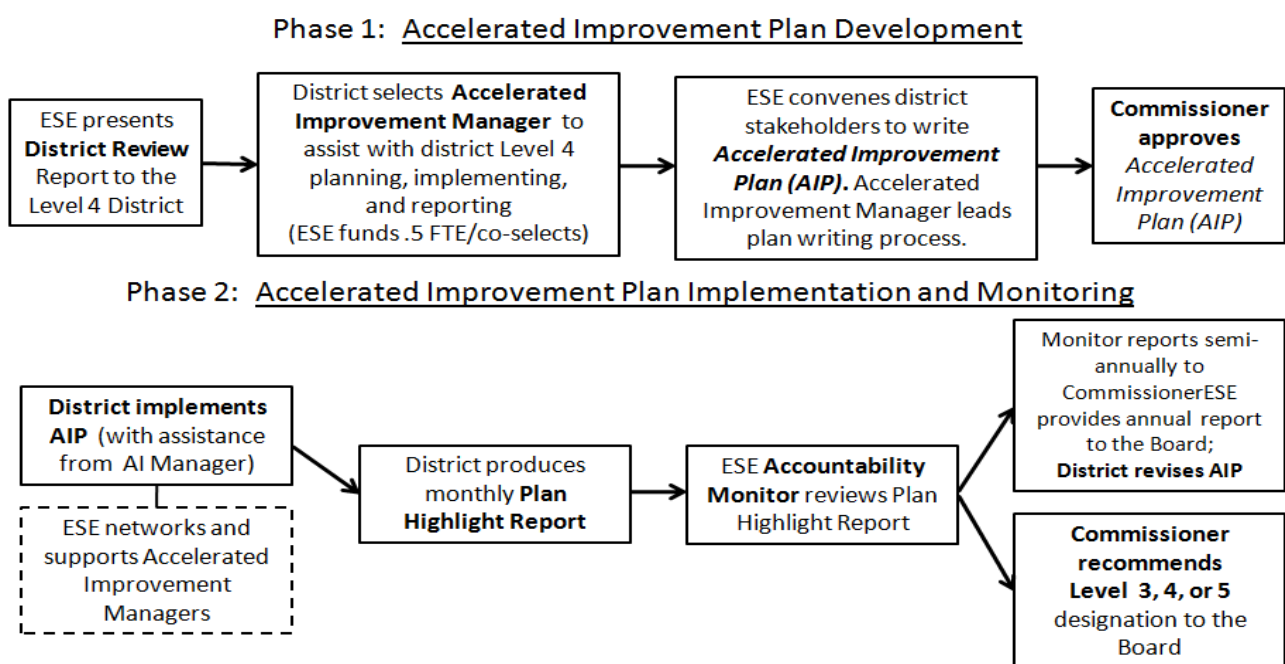 Phase 1: Accelerated Improvement Plan Development
ESE presents
District Review
Report to the
Level 4 District
District selects Accelerated
Improvement Manager to
assist with district Level 4
planning, implementing,
and reporting
(ESE funds .5 FTE/co-selects)
ESE convenes district
stakeholders to write
Accelerated Improvement
Plan (AIP). Accelerated
Improvement Manager leads
plan writing process.
Commissioner
approves
Accelerated
Improvement
Plan (AIP)
Phase 2: Accelerated Improvement Plan Implementation and Monitoring
District implements
AIP (with assistance
from AI Manager)
ESE networks and
supports Accelerated
Improvement
Managers
District produces
monthly Plan
Highlight Report
ESE Accountability
Monitor reviews Plan
Highlight Report
Monitor reports semi-
annually to
CommissionerESE
provides annual report
to the Board;
District revises AIP
Commissioner
recommends
Level 3, 4, or 5
designation to the
Board